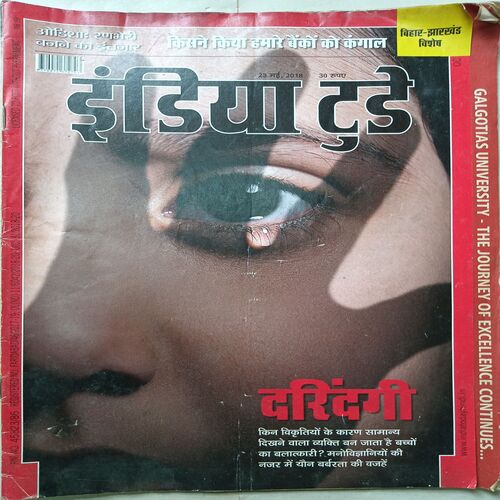 ओडिशाः रणभेरी
बजने का इंतजार
किसने किया हमारे बैंकों को कंगाल
बिहार-झारखंड
विशेष
23 मई, 2018 30 रुपए
इंडिया टुडे
GALGOTIAS UNIVERSITY - THE JOURNEY OF EXCELLENCE CONTINUES...
दरिंदगी
किन विकृतियों के कारण सामान्य
दिखने वाला व्यक्ति बन जाता है बच्चों
का बलात्कारी? मनोविज्ञानियों की
नजर में यौन बर्बरता की वजहें